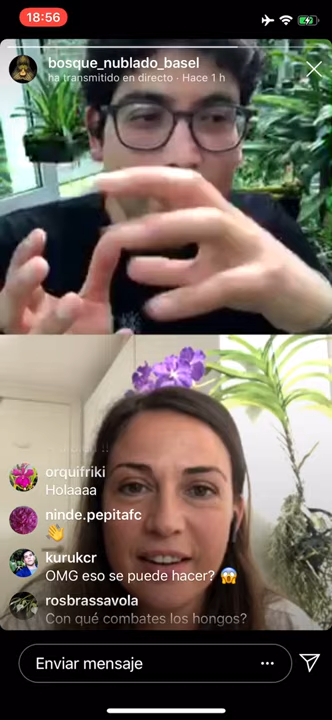 18:56
bosque_nublado_basel
ha transmitido en directo · Hace 1 h
orquifriki
Holaaaa
ninde.pepitafc
👋
kurukcr
OMG eso se puede hacer? 😱
rosbrassavola
Con qué combates los hongos?
Enviar mensaje